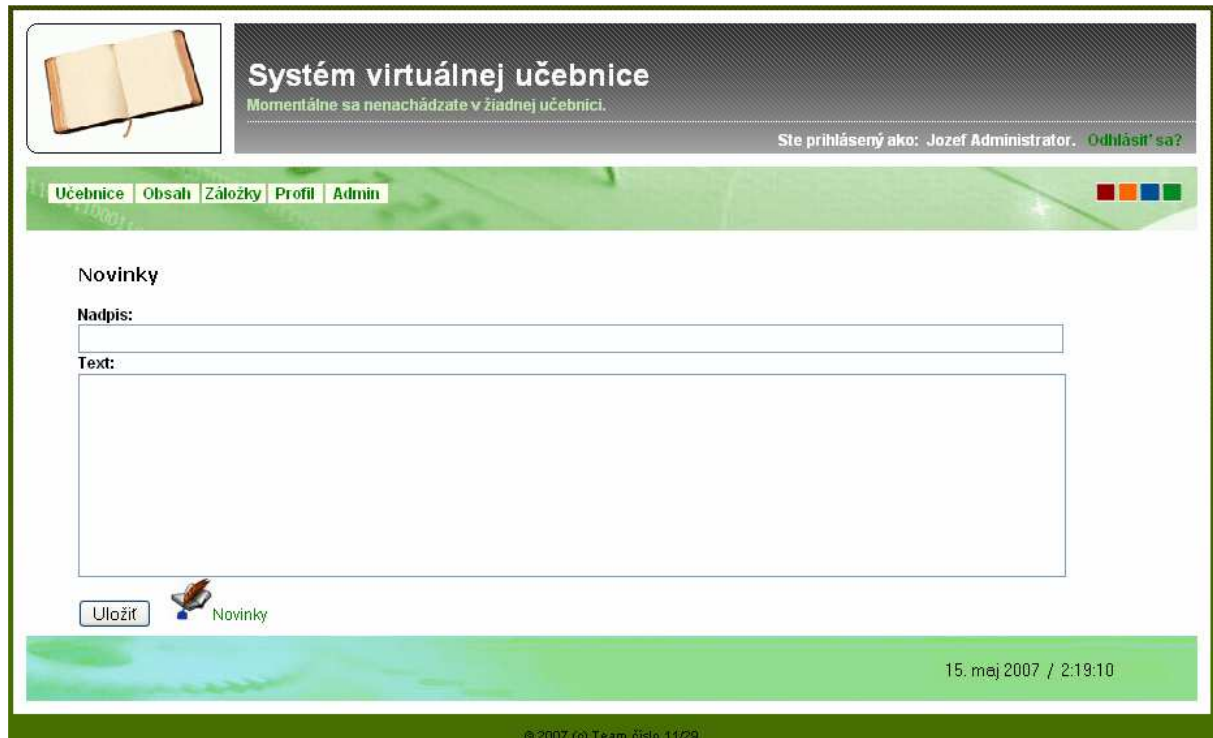 Systém virtuálnej učebnice
Momentálne sa nenachádzate v žiadnej učebnici.
Ste prihlásený ako: Jozef Administrator. Odhlásiť sa?
Učebnice Obsah Záložky Profil Admin
Novinky
Nadpis:
Text:
Uložiť Novinky
15. maj 2007 / 2:19:10
© 2007 (c) Team číslo 11/29